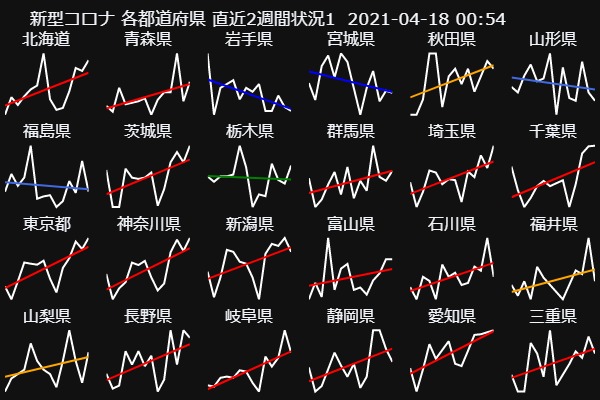 新型コロナ 各都道府県 直近2週間状況1 2021-04-18 00:54
北海道 青森県 岩手県 宮城県 秋田県 山形県
福島県 茨城県 栃木県 群馬県 埼玉県 千葉県
東京都 神奈川県 新潟県 富山県 石川県 福井県
山梨県 長野県 岐阜県 静岡県 愛知県 三重県